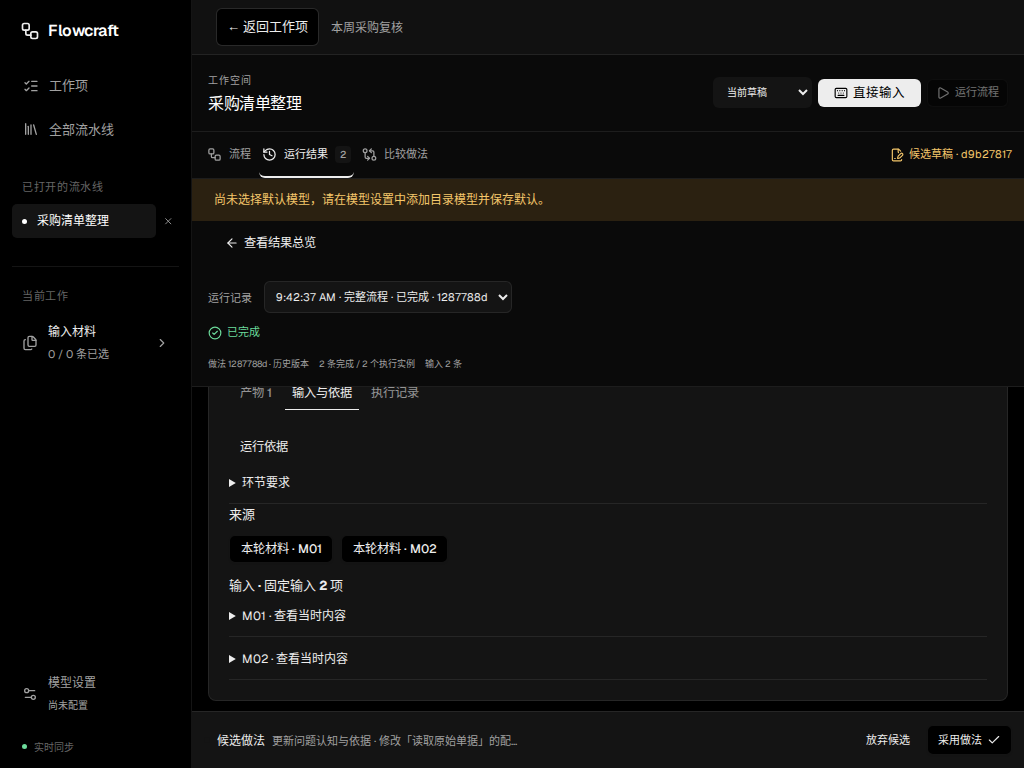 Flowcraft
工作项
全部流水线
已打开的流水线
采购清单整理 ×
当前工作
输入材料
0 / 0 条已选
模型设置
尚未配置
实时同步
← 返回工作项 本周采购复核
工作空间
采购清单整理
当前草稿 直接输入 运行流程
流程 运行结果 2 比较做法 候选草稿 · d9b27817
尚未选择默认模型，请在模型设置中添加目录模型并保存默认。
← 查看结果总览
运行记录 9:42:37 AM · 完整流程 · 已完成 · 1287788d
已完成
做法 1287788d · 历史版本 2 条完成 / 2 个执行实例 输入 2 条
产物 1 输入与依据 执行记录
运行依据
▶ 环节要求
来源
本轮材料 · M01 本轮材料 · M02
输入 · 固定输入 2 项
▶ M01 · 查看当时内容
▶ M02 · 查看当时内容
候选做法 更新问题认知与依据 · 修改「读取原始单据」的配... 放弃候选 采用做法 ✓